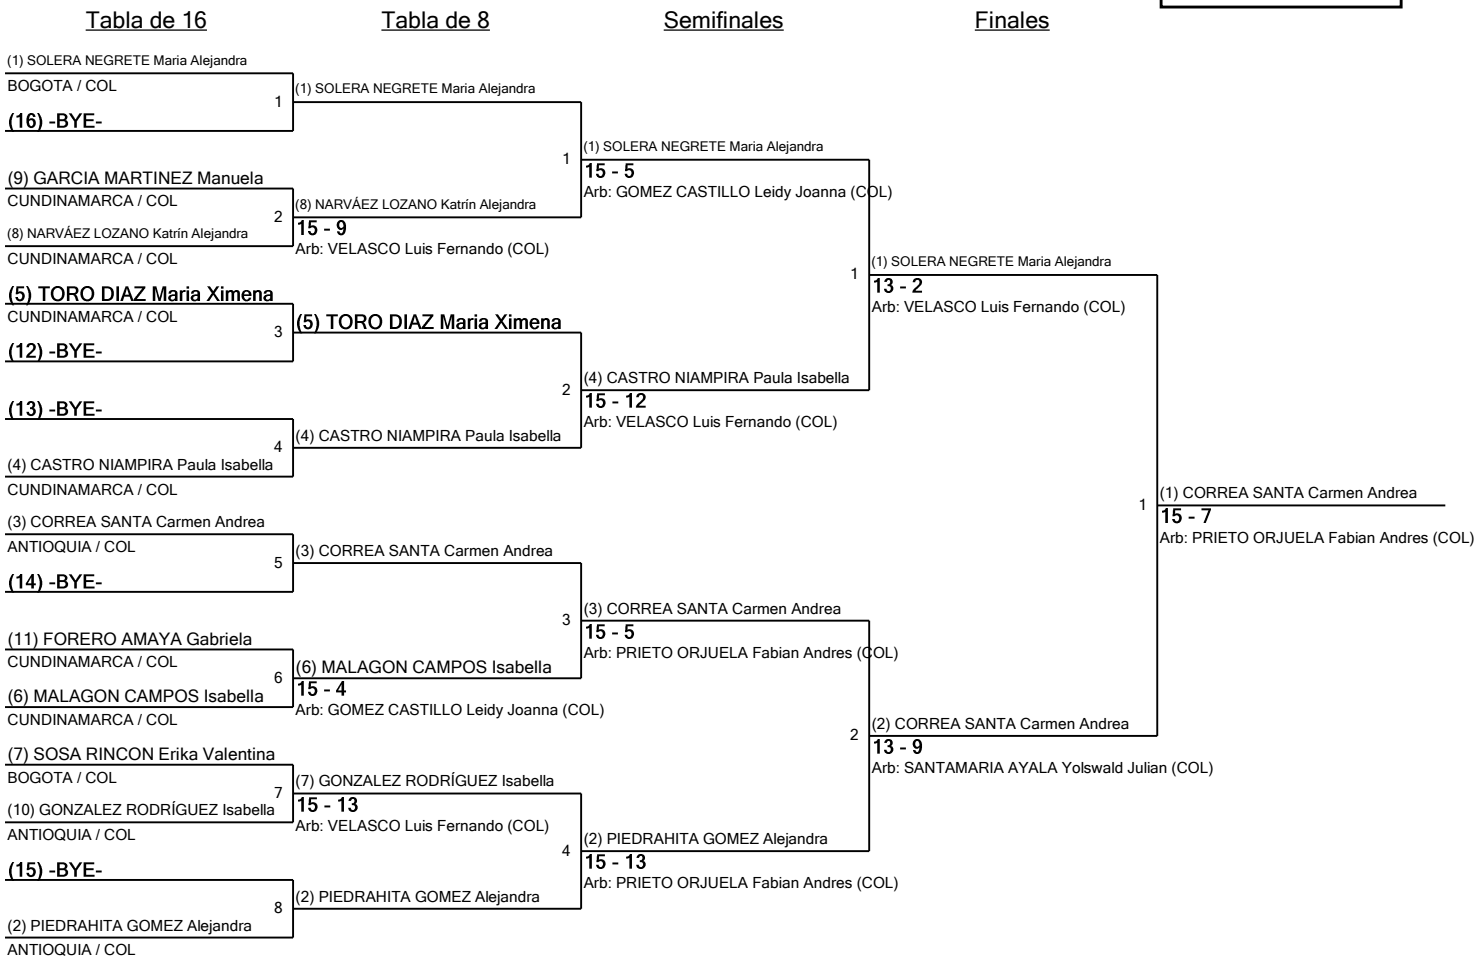 Tabla de 16
Tabla de 8
Semifinales
Finales
(1) SOLERA NEGRETE Maria Alejandra
BOGOTA / COL
1
(16) -BYE-
(9) GARCIA MARTINEZ Manuela
CUNDINAMARCA / COL
2
(8) NARVÁEZ LOZANO Katrín Alejandra
CUNDINAMARCA / COL
(5) TORO DIAZ Maria Ximena
CUNDINAMARCA / COL
3
(12) -BYE-
(13) -BYE-
4
(4) CASTRO NIAMPIRA Paula Isabella
CUNDINAMARCA / COL
(3) CORREA SANTA Carmen Andrea
ANTIOQUIA / COL
5
(14) -BYE-
(11) FORERO AMAYA Gabriela
CUNDINAMARCA / COL
6
(6) MALAGON CAMPOS Isabella
CUNDINAMARCA / COL
(7) SOSA RINCON Erika Valentina
BOGOTA / COL
7
(10) GONZALEZ RODRÍGUEZ Isabella
ANTIOQUIA / COL
(15) -BYE-
8
(2) PIEDRAHITA GOMEZ Alejandra
ANTIOQUIA / COL
(1) SOLERA NEGRETE Maria Alejandra
1
(8) NARVÁEZ LOZANO Katrín Alejandra
15 - 9
Arb: VELASCO Luis Fernando (COL)
(5) TORO DIAZ Maria Ximena
2
(4) CASTRO NIAMPIRA Paula Isabella
(3) CORREA SANTA Carmen Andrea
3
(6) MALAGON CAMPOS Isabella
15 - 4
Arb: GOMEZ CASTILLO Leidy Joanna (COL)
(7) GONZALEZ RODRÍGUEZ Isabella
15 - 13
Arb: VELASCO Luis Fernando (COL)
4
(2) PIEDRAHITA GOMEZ Alejandra
(1) SOLERA NEGRETE Maria Alejandra
15 - 5
Arb: GOMEZ CASTILLO Leidy Joanna (COL)
1
(4) CASTRO NIAMPIRA Paula Isabella
15 - 12
Arb: VELASCO Luis Fernando (COL)
(3) CORREA SANTA Carmen Andrea
15 - 5
Arb: PRIETO ORJUELA Fabian Andres (COL)
2
(2) PIEDRAHITA GOMEZ Alejandra
15 - 13
Arb: PRIETO ORJUELA Fabian Andres (COL)
(1) SOLERA NEGRETE Maria Alejandra
13 - 2
Arb: VELASCO Luis Fernando (COL)
1
(2) CORREA SANTA Carmen Andrea
13 - 9
Arb: SANTAMARIA AYALA Yolswald Julian (COL)
(1) CORREA SANTA Carmen Andrea
15 - 7
Arb: PRIETO ORJUELA Fabian Andres (COL)